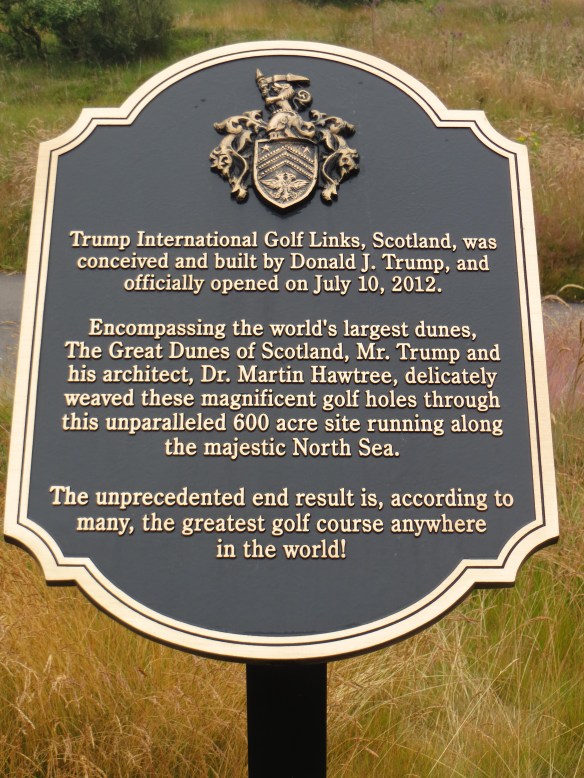 Trump International Golf Links, Scotland, was
conceived and built by Donald J. Trump, and
officially opened on July 10, 2012.
Encompassing the world's largest dunes,
The Great Dunes of Scotland, Mr. Trump and
his architect, Dr. Martin Hawtree, delicately
weaved these magnificent golf holes through
this unparalleled 600 acre site running along
the majestic North Sea.
The unprecedented end result is, according to
many, the greatest golf course anywhere
in the world!